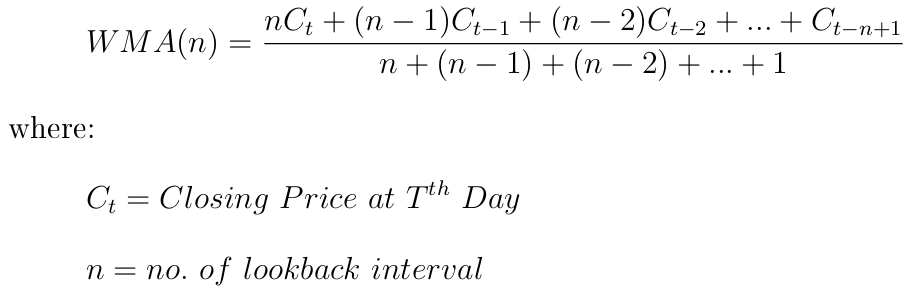 WMA(n) = \frac{nC_t + (n - 1)C_{t-1} + (n - 2)C_{t-2} + ... + C_{t-n+1}}{n + (n - 1) + (n - 2) + ... + 1}
where:
C_t = Closing Price at T^{th} Day
n = no. of lookback interval